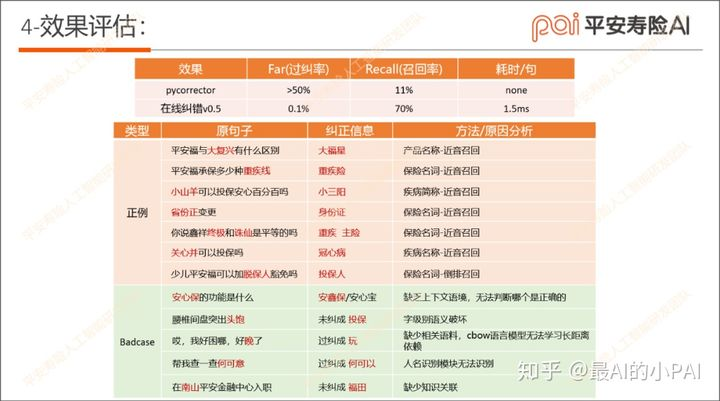 4-效果评估：
pai 平安寿险AI
效果 Far(过纠率) Recall(召回率) 耗时/句
pycorrector >50% 11% none
在线纠错v0.5 0.1% 70% 1.5ms
类型 原句子 纠正信息 方法/原因分析
平安福与大复兴有什么区别 大福星 产品名称-近音召回
平安福承保多少种重疾线 重疾险 保险名词-近音召回
小山羊可以投保安心百分百吗 小三阳 疾病简称-近音召回
正例 省份正变更 身份证 保险名词-近音召回
你说鑫祥终极和诛仙是平等的吗 重疾 主险 保险名词-近音召回
关心并可以投保吗 冠心病 疾病名称-近音召回
少儿平安福可以加脱保人豁免吗 投保人 保险名词-倒排召回
安心保的功能是什么 安鑫保/安心宝 缺乏上下文语境，无法判断哪个是正确的
腰椎间盘突出头饱 未纠成 投保 字级别语义破坏
Badcase 哎，我好困哪，好晚了 过纠成 玩 缺少相关语料，cbow语言模型无法学习长距离
依赖
帮我查一查何可意 过纠成 何可以 人名识别模块无法识别
在南山平安金融中心入职 未纠成 福田 缺少知识关联
知乎 @最AI的小PAI
平安寿险人工智能研发团队